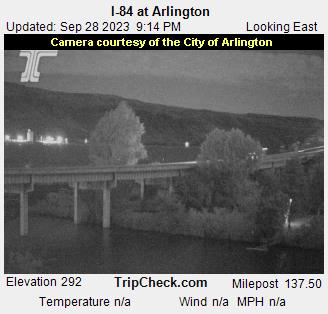 I-84 at Arlington
Updated: Sep 28 2023 9:14 PM Looking East
Camera courtesy of the City of Arlington
Elevation 292 TripCheck.com Milepost 137.50
Temperature n/a Wind n/a MPH n/a